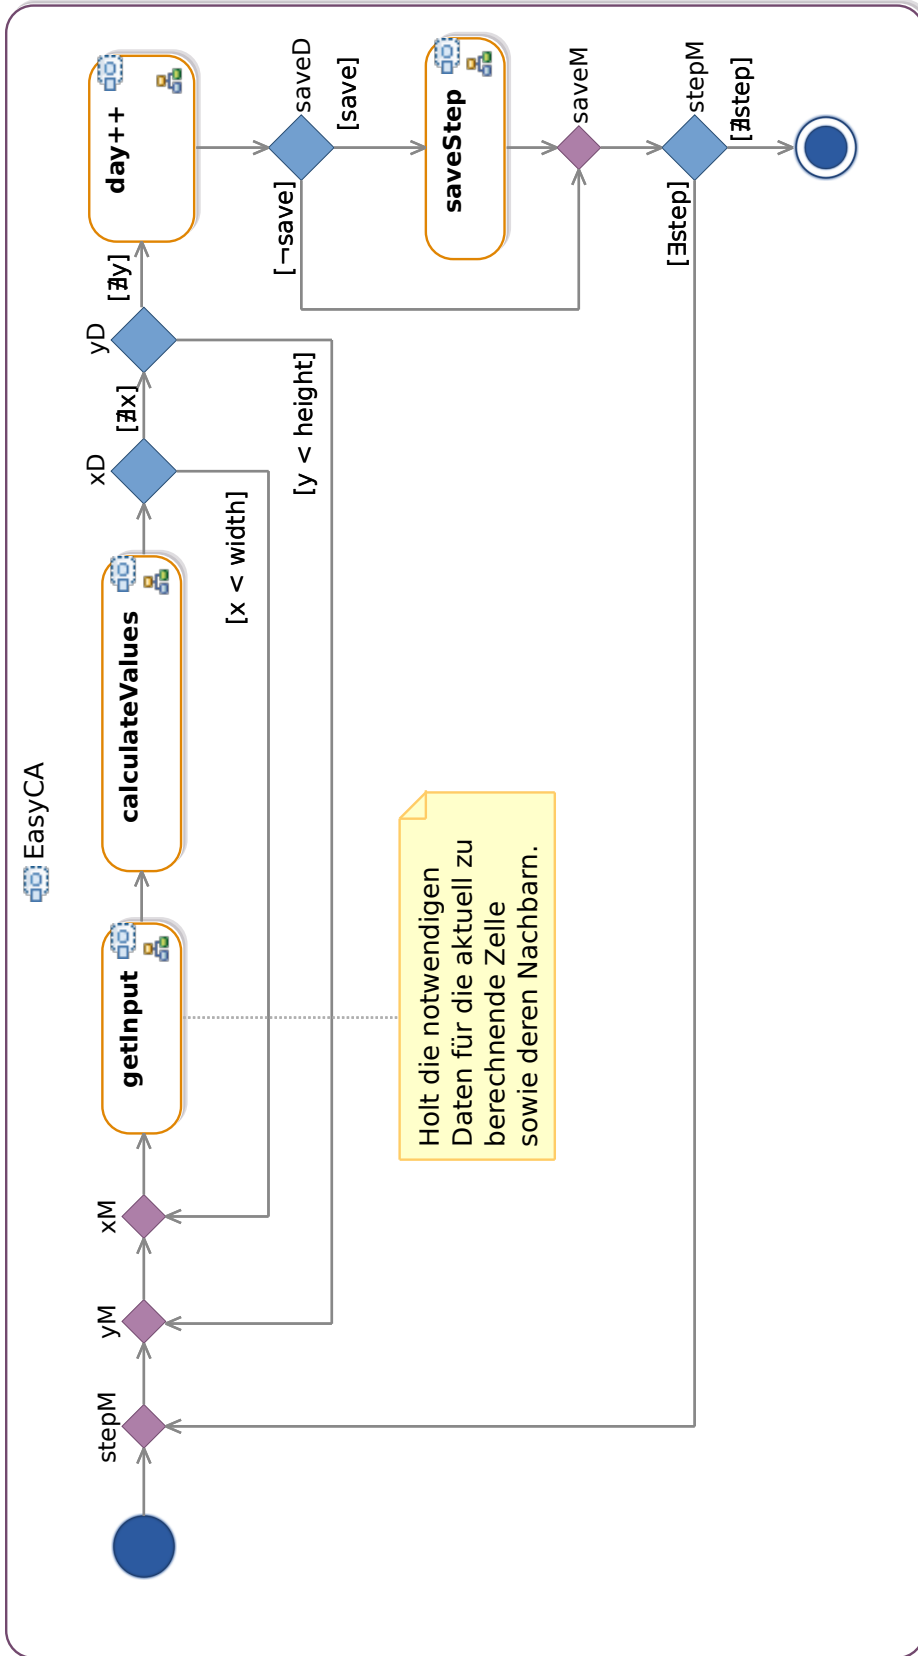 EasyCA
stepM
yM
xM
getInput
calculateValues
xD
[∄x]
yD
[∄y]
day++
[x < width]
[y < height]
saveD
[¬save]
[save]
saveStep
saveM
stepM
[∃step]
[∄step]
Holt die notwendigen
Daten für die aktuell zu
berechnende Zelle
sowie deren Nachbarn.